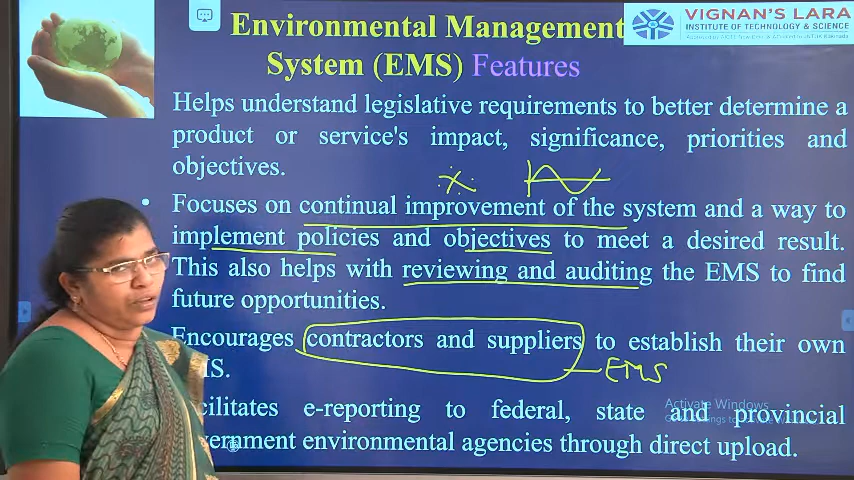 Environmental Management
System (EMS) Features
VIGNAN'S LARA
INSTITUTE OF TECHNOLOGY & SCIENCE
Helps understand legislative requirements to better determine a
product or service's impact, significance, priorities and
objectives.
• Focuses on continual improvement of the system and a way to
implement policies and objectives to meet a desired result.
This also helps with reviewing and auditing the EMS to find
future opportunities.
Encourages contractors and suppliers to establish their own
EMS
Activate Windows
e-reporting to federal, state and provincial
environmental agencies through direct upload.